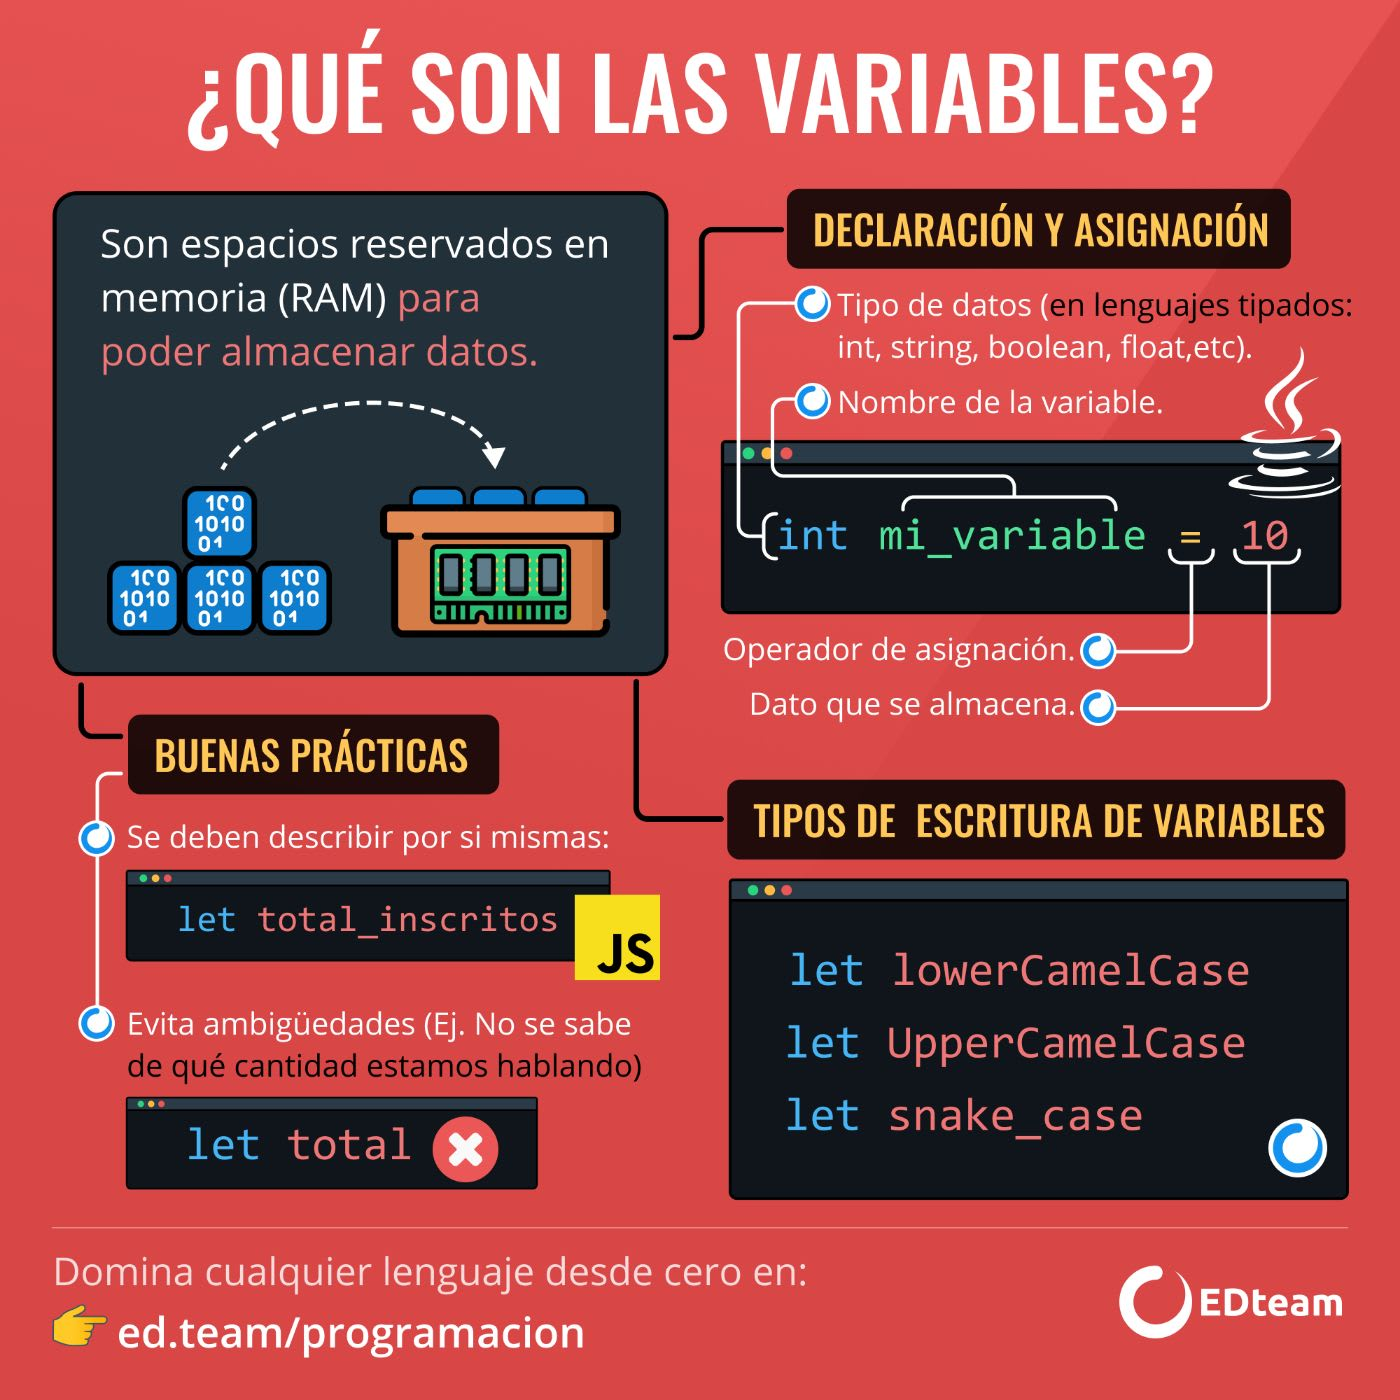 ¿QUÉ SON LAS VARIABLES?
Son espacios reservados en
memoria (RAM) para
poder almacenar datos.
100
1010
01
100
1010
01
100
1010
01
100
1010
01
DECLARACIÓN Y ASIGNACIÓN
Tipo de datos (en lenguajes tipados:
int, string, boolean, float,etc).
Nombre de la variable.
int mi_variable = 10
Operador de asignación.
Dato que se almacena.
BUENAS PRÁCTICAS
Se deben describir por si mismas:
let total_inscritos
JS
Evita ambigüedades (Ej. No se sabe
de qué cantidad estamos hablando)
let total
TIPOS DE ESCRITURA DE VARIABLES
let lowerCamelCase
let UpperCamelCase
let snake_case
Domina cualquier lenguaje desde cero en:
ed.team/programacion
EDteam